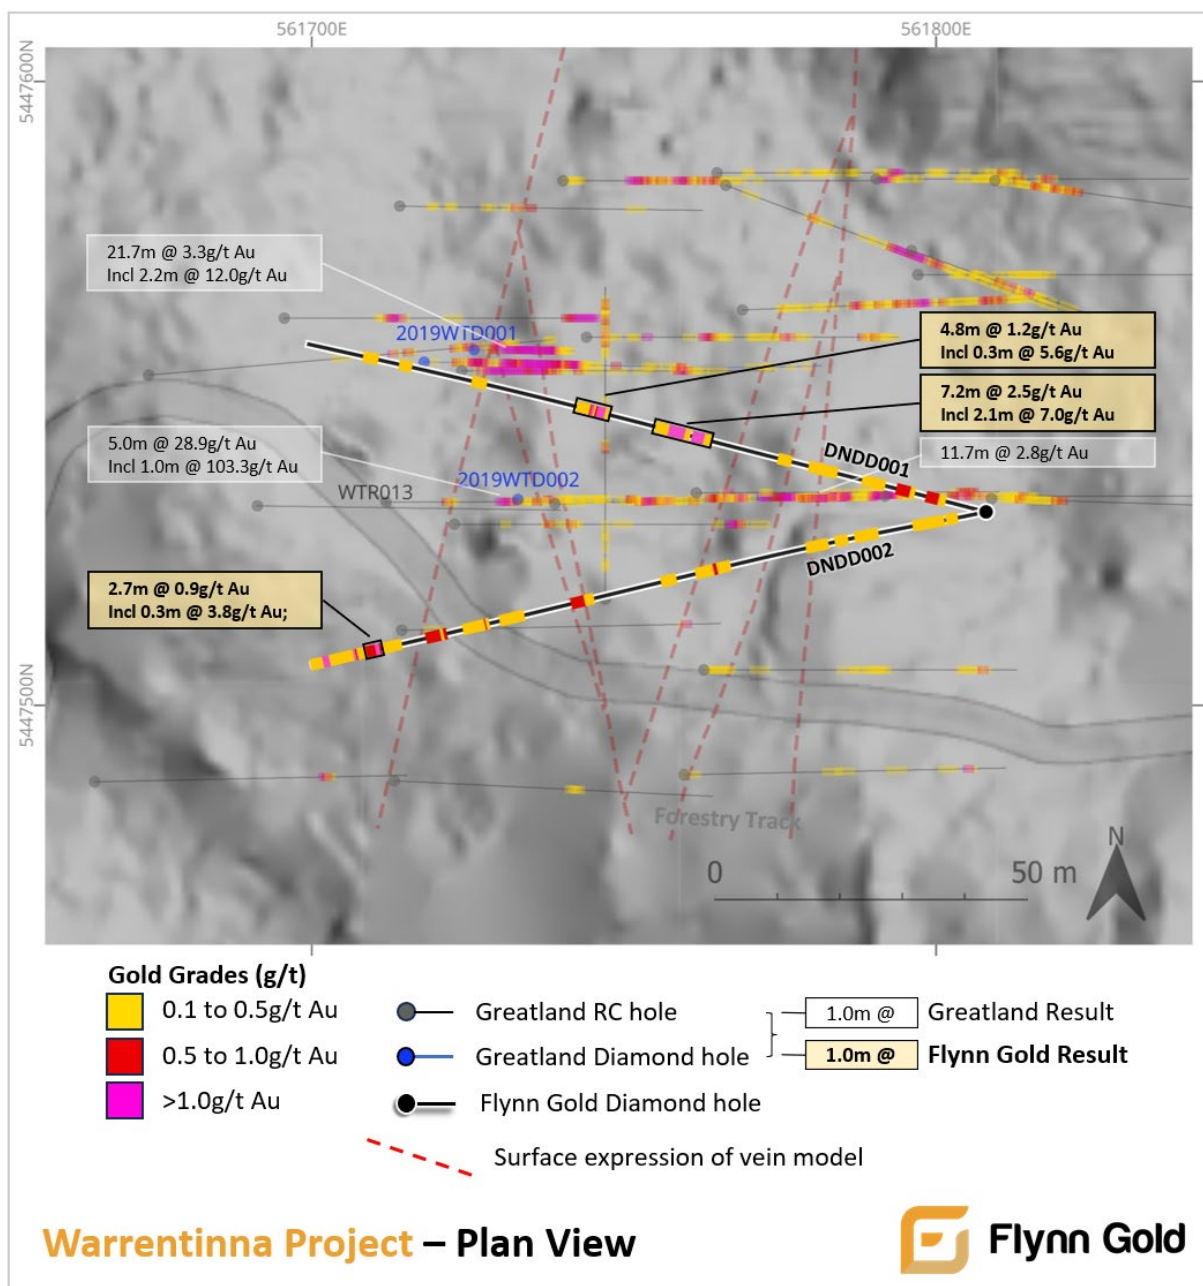 561700E
561800E
5447600N
21.7m @ 3.3g/t Au
Incl 2.2m @ 12.0g/t Au
2019WTD001
4.8m @ 1.2g/t Au
Incl 0.3m @ 5.6g/t Au
7.2m @ 2.5g/t Au
Incl 2.1m @ 7.0g/t Au
5.0m @ 28.9g/t Au
Incl 1.0m @ 103.3g/t Au
DNDD001
11.7m @ 2.8g/t Au
2019WTD002
WTR013
DNDD002
2.7m @ 0.9g/t Au
Incl 0.3m @ 3.8g/t Au;
5447500N
Forestry Track
N
0 50 m
Gold Grades (g/t)
0.1 to 0.5g/t Au
0.5 to 1.0g/t Au
>1.0g/t Au
Greatland RC hole
Greatland Diamond hole
Flynn Gold Diamond hole
1.0m @ Greatland Result
1.0m @ Flynn Gold Result
Surface expression of vein model
Warrentinna Project – Plan View
Flynn Gold